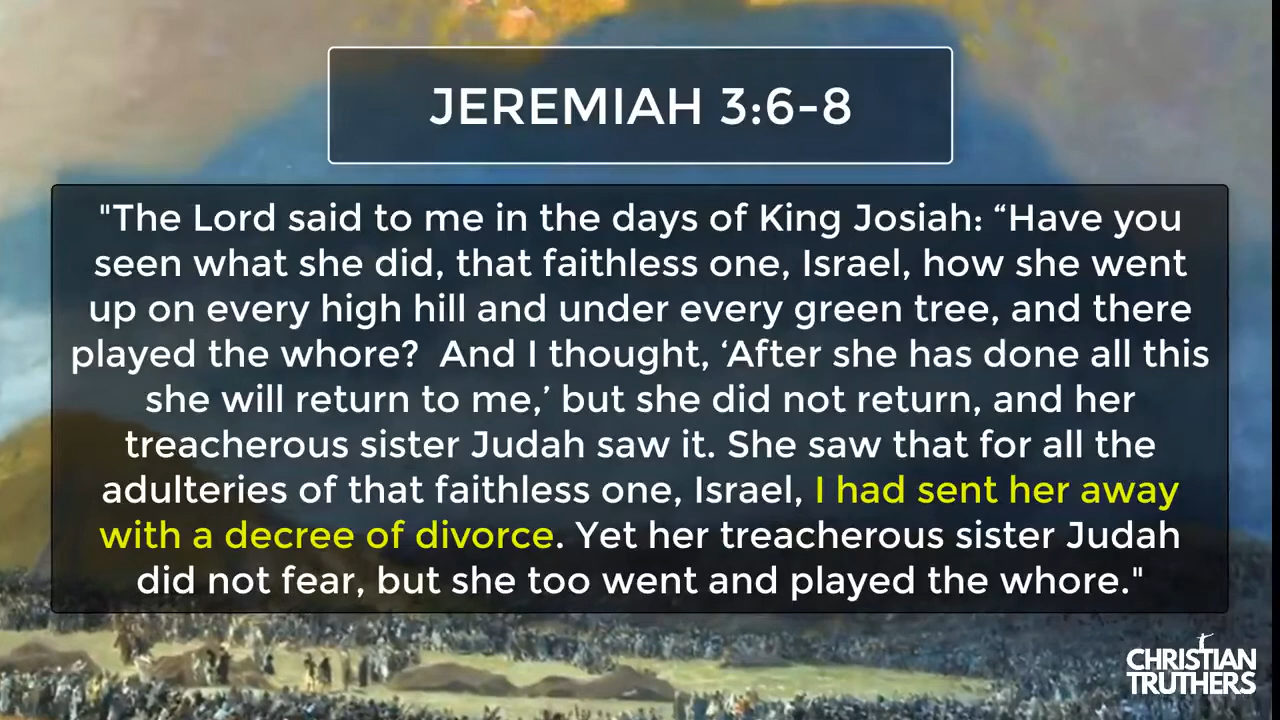 JEREMIAH 3:6-8
"The Lord said to me in the days of King Josiah: “Have you
seen what she did, that faithless one, Israel, how she went
up on every high hill and under every green tree, and there
played the whore?  And I thought, ‘After she has done all this
she will return to me,’ but she did not return, and her
treacherous sister Judah saw it. She saw that for all the
adulteries of that faithless one, Israel, I had sent her away
with a decree of divorce. Yet her treacherous sister Judah
did not fear, but she too went and played the whore."
CHRISTIAN
TRUTHERS